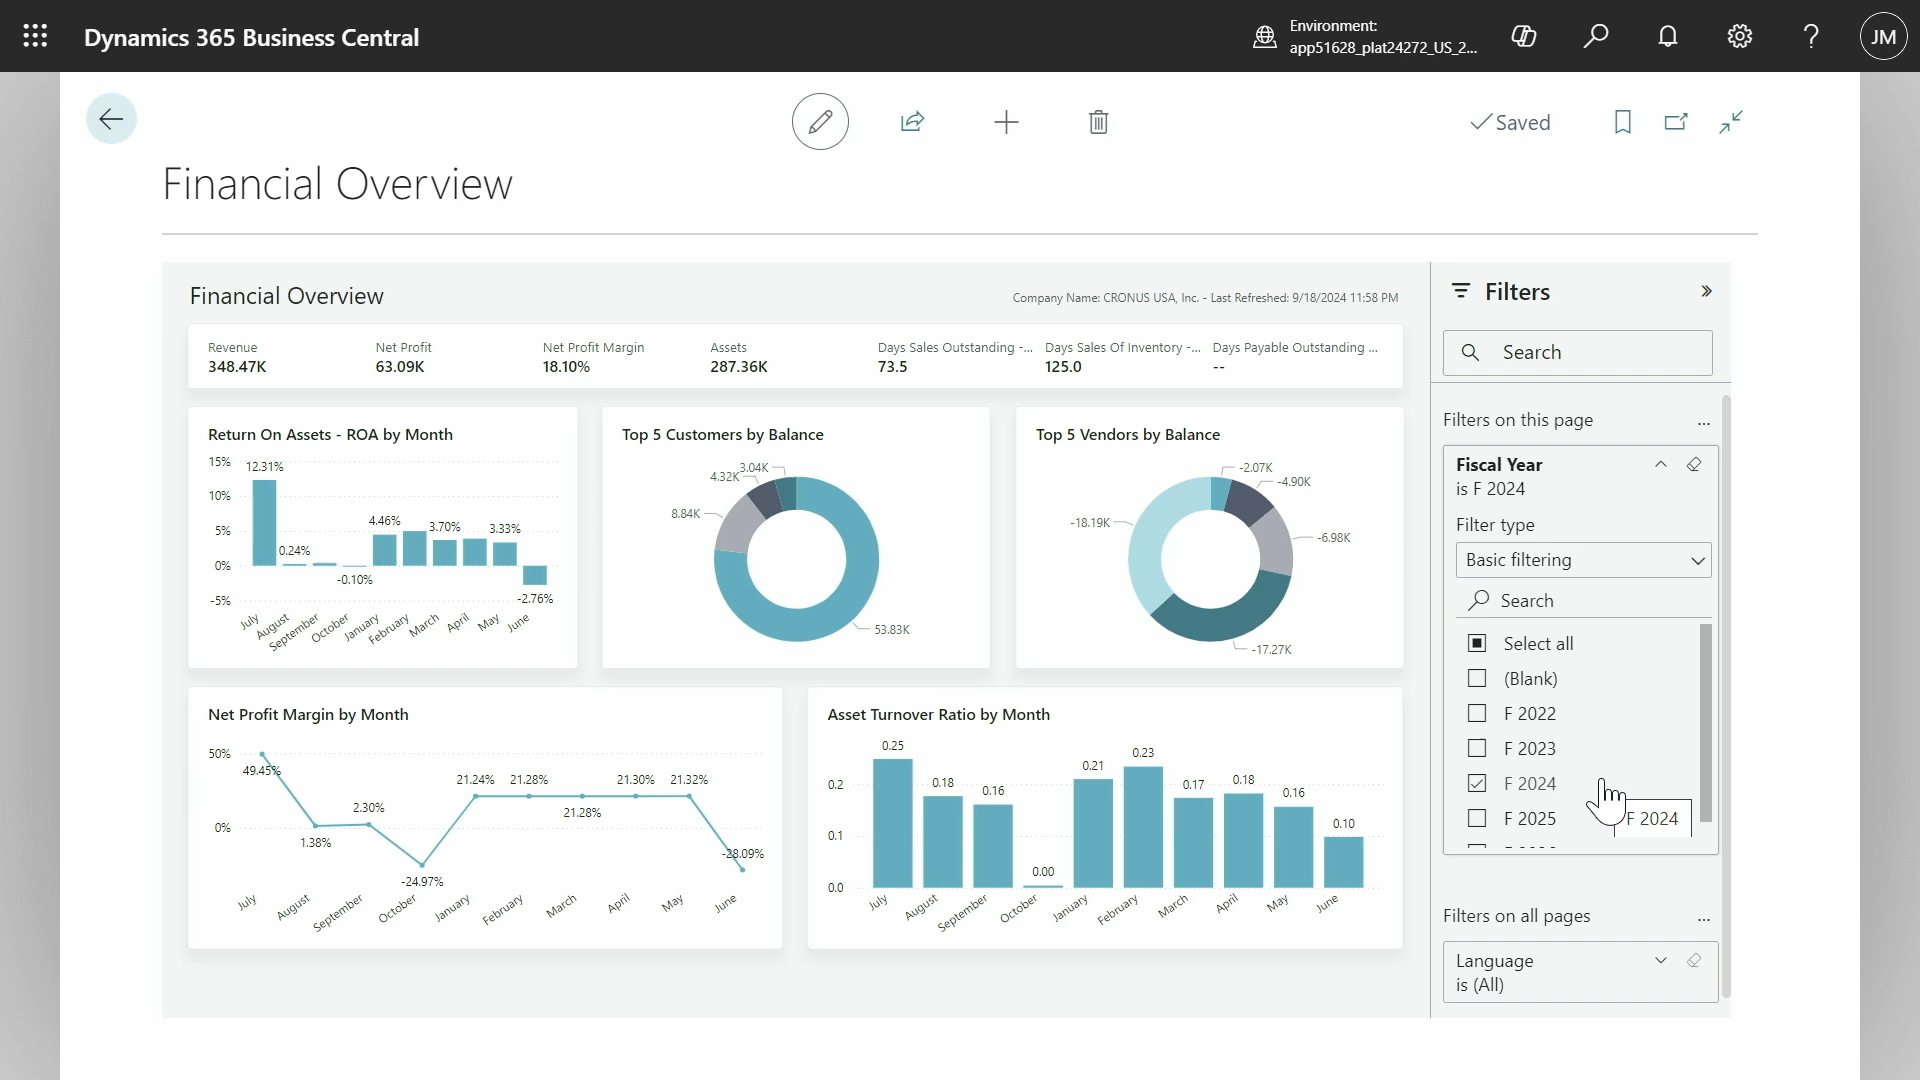 Dynamics 365 Business Central
Environment:
app51628_plat24272_US_2...
JM
Saved
Financial Overview
Financial Overview
Company Name: CRONUS USA, Inc. - Last Refreshed: 9/18/2024 11:58 PM
Revenue
348.47K
Net Profit
63.09K
Net Profit Margin
18.10%
Assets
287.36K
Days Sales Outstanding -...
73.5
Days Sales Of Inventory -...
125.0
Days Payable Outstanding ...
--
Return On Assets - ROA by Month
15%
10%
5%
0%
-5%
12.31%
0.24%
-0.10%
4.46%
3.70%
3.33%
-2.76%
July
August
September
October
January
February
March
April
May
June
Top 5 Customers by Balance
3.04K
4.32K
8.84K
53.83K
Top 5 Vendors by Balance
-2.07K
-4.90K
-6.98K
-18.19K
-17.27K
Net Profit Margin by Month
50%
0%
49.45%
1.38%
2.30%
-24.97%
21.24%
21.28%
21.28%
21.30%
21.32%
-28.09%
July
August
September
October
January
February
March
April
May
June
Asset Turnover Ratio by Month
0.2
0.1
0.0
0.25
0.18
0.16
0.00
0.21
0.23
0.17
0.18
0.16
0.10
July
August
September
October
January
February
March
April
May
June
Filters
Search
Filters on this page
...
Fiscal Year
is F 2024
Filter type
Basic filtering
Search
Select all
(Blank)
F 2022
F 2023
F 2024
F 2025
F 2024
Filters on all pages
...
Language
is (All)